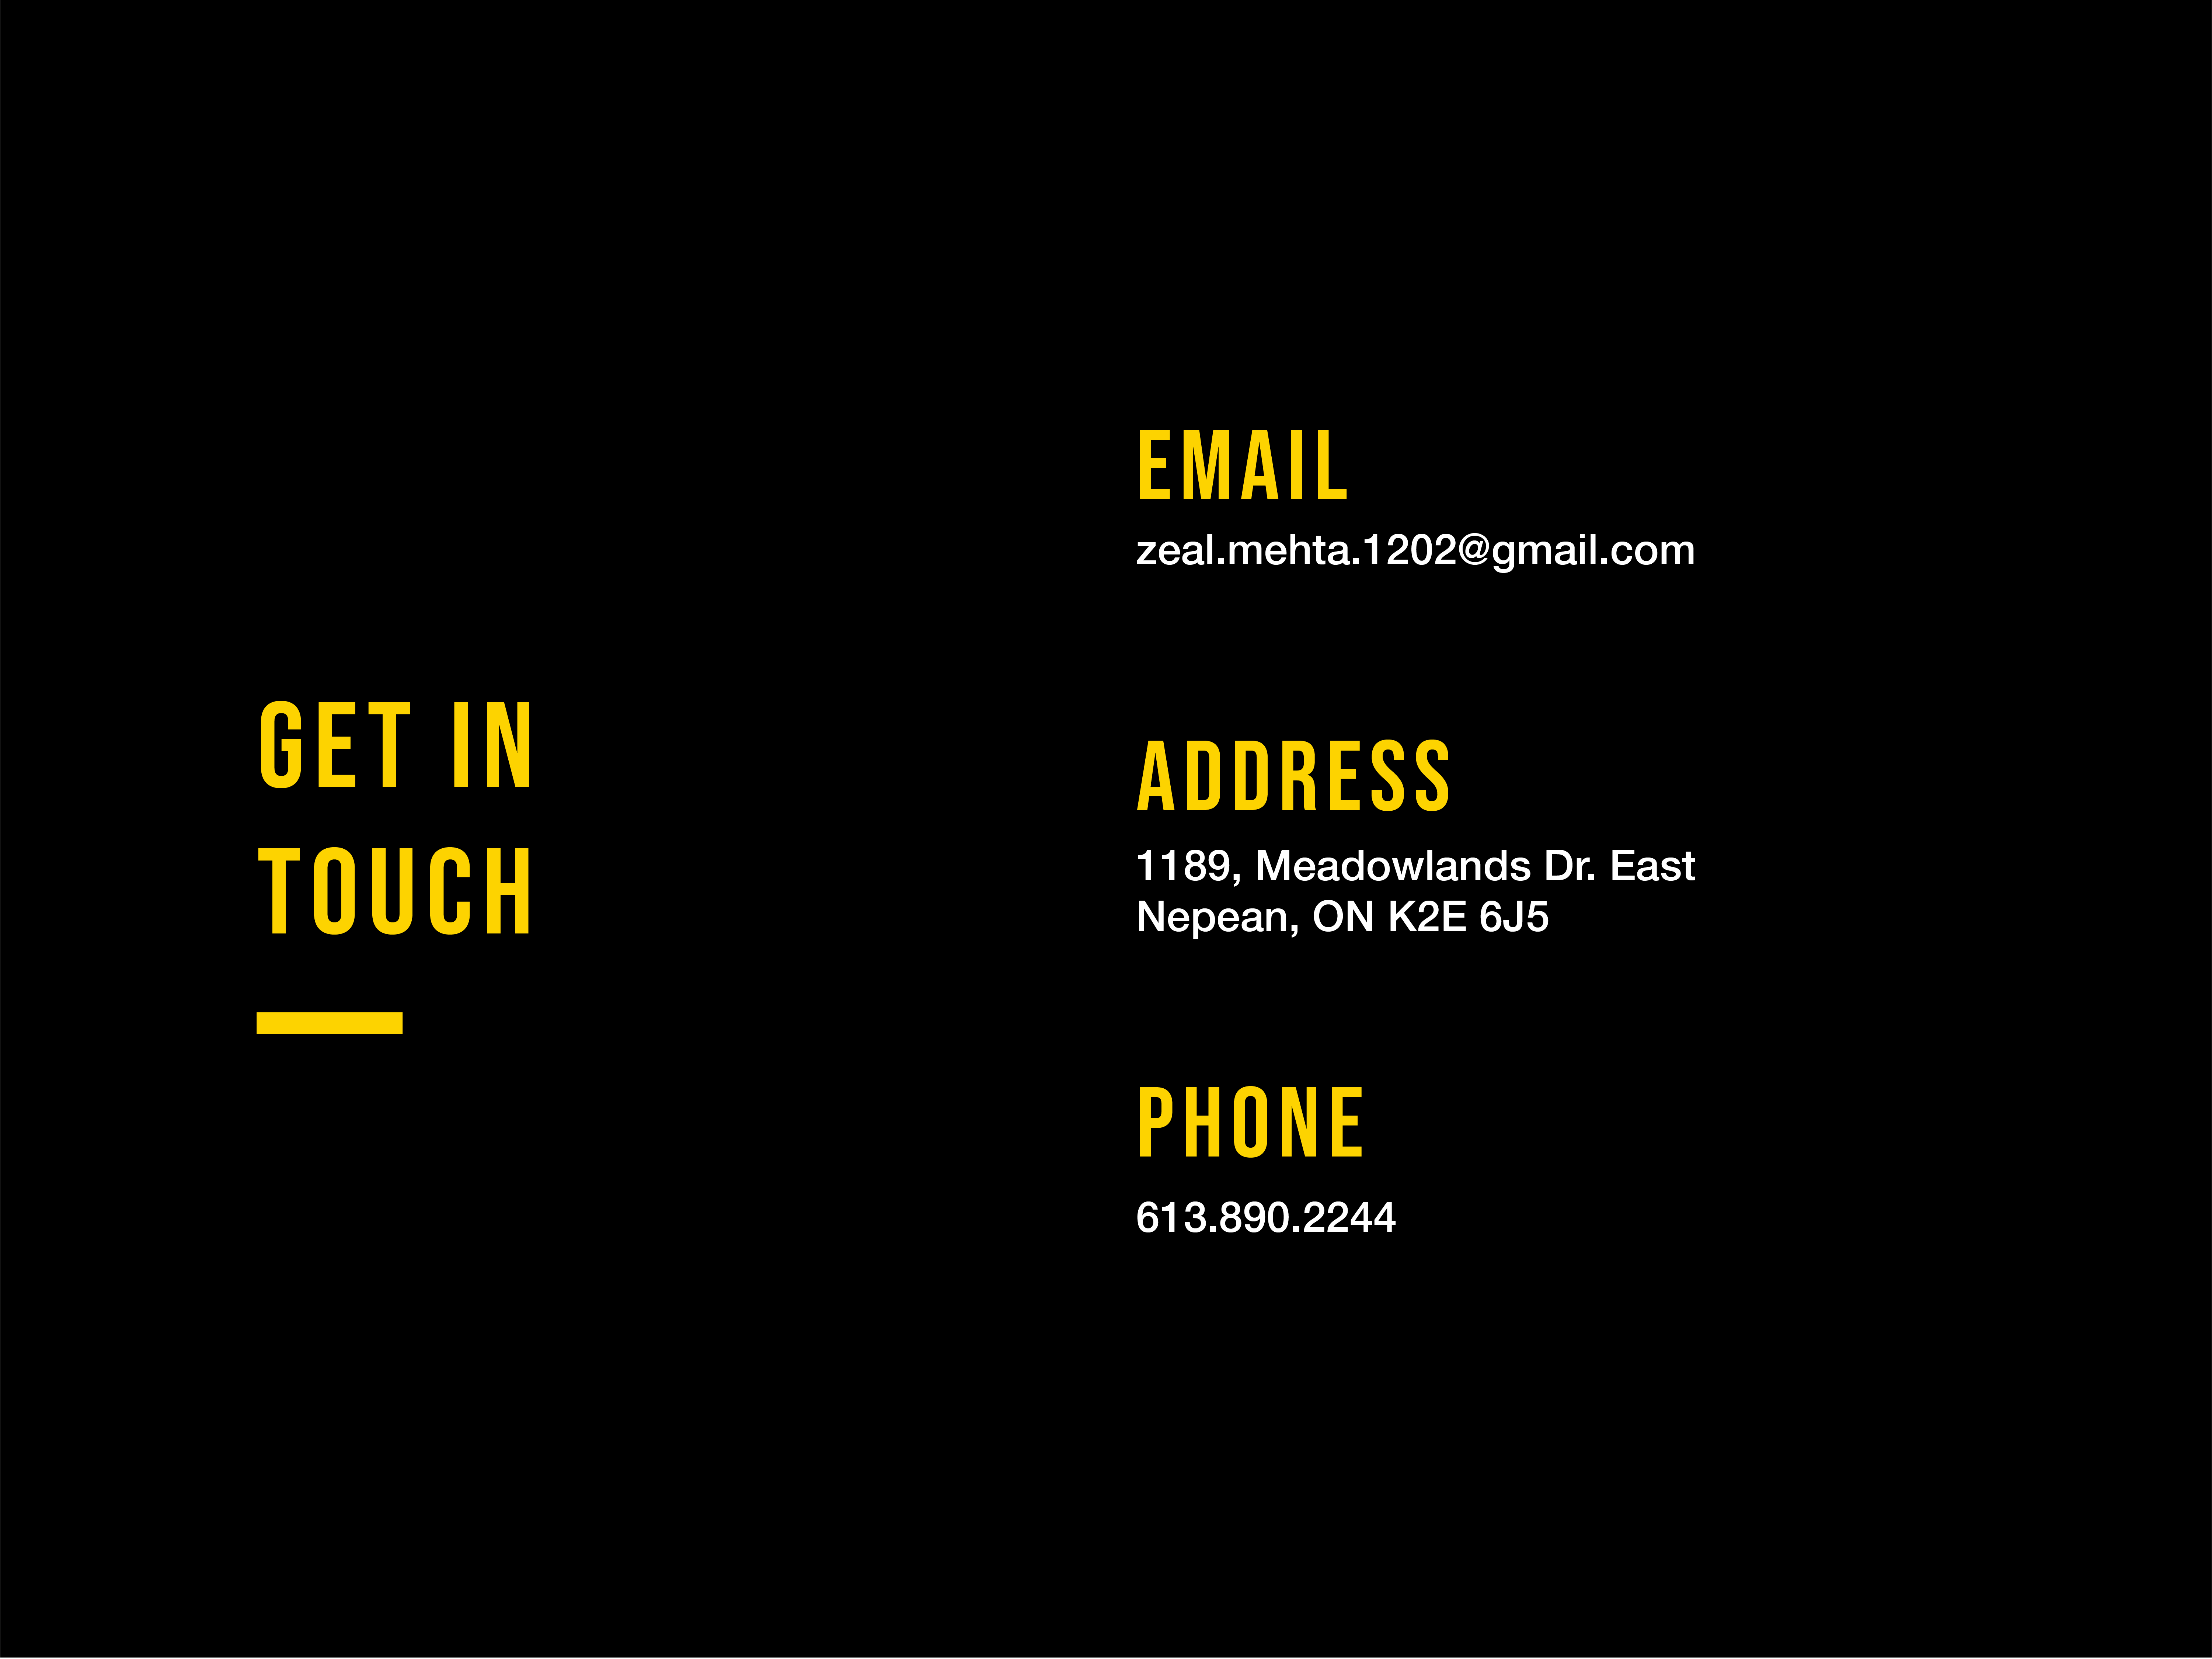 GET IN
TOUCH
EMAIL
zeal.mehta.1202@gmail.com
ADDRESS
1189, Meadowlands Dr. East
Nepean, ON K2E 6J5
PHONE
613.890.2244